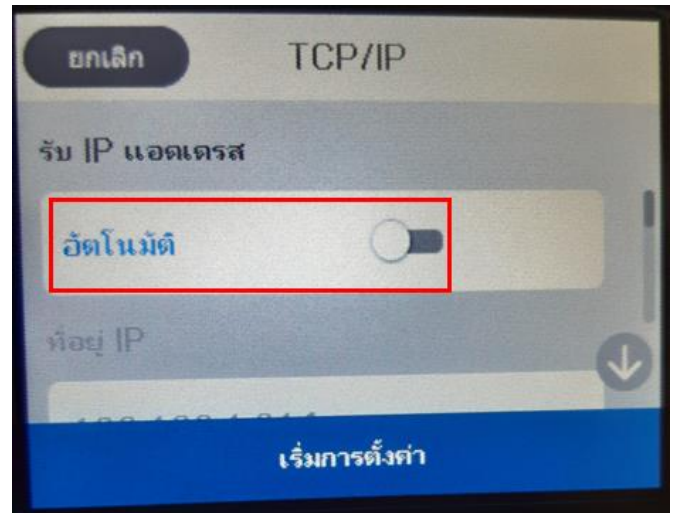 ยกเลิก
TCP/IP
รับ IP แอดเดรส
อัตโนมัติ
ที่อยู่ IP
เริ่มการตั้งค่า